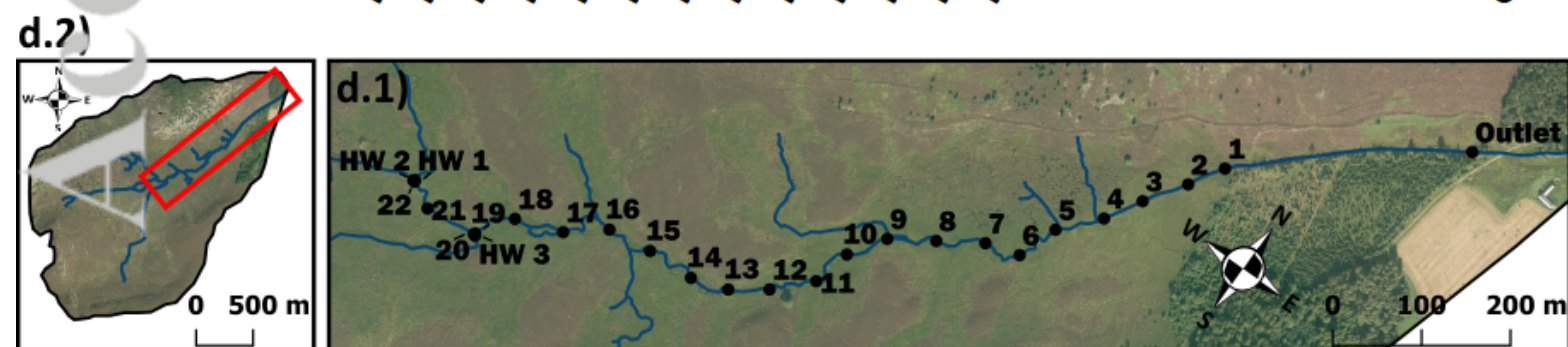 d.2)
N
W E
S
0 500 m
d.1)
HW 2 HW 1
22 21 19 18 17 16
20 HW 3
15
14 13 12 11
10 9 8 7 6 5 4 3 2 1
Outlet
N
W
E
S
0 100 200 m